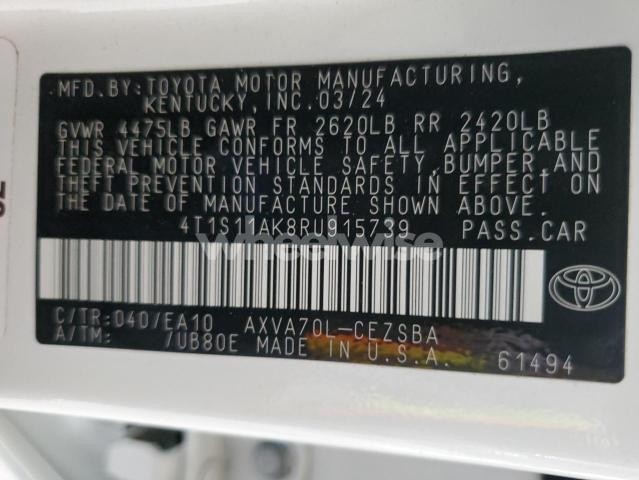 MFD.BY:TOYOTA MOTOR MANUFACTURING,
KENTUCKY,INC.03/24
GVWR 4475LB GAWR FR 2620LB RR 2420LB
THIS VEHICLE CONFORMS TO ALL APPLICABLE
FEDERAL MOTOR VEHICLE SAFETY,BUMPER,AND
THEFT PREVENTION STANDARDS IN EFFECT ON
THE DATE OF MANUFACTURE SHOWN ABOVE.
4T1S11AK8RU915739 PASS.CAR
wheelwise
C/TR:040/EA10 AXVA70L-CEZSBA
A/TM: /UB80E MADE IN U.S.A. 61494